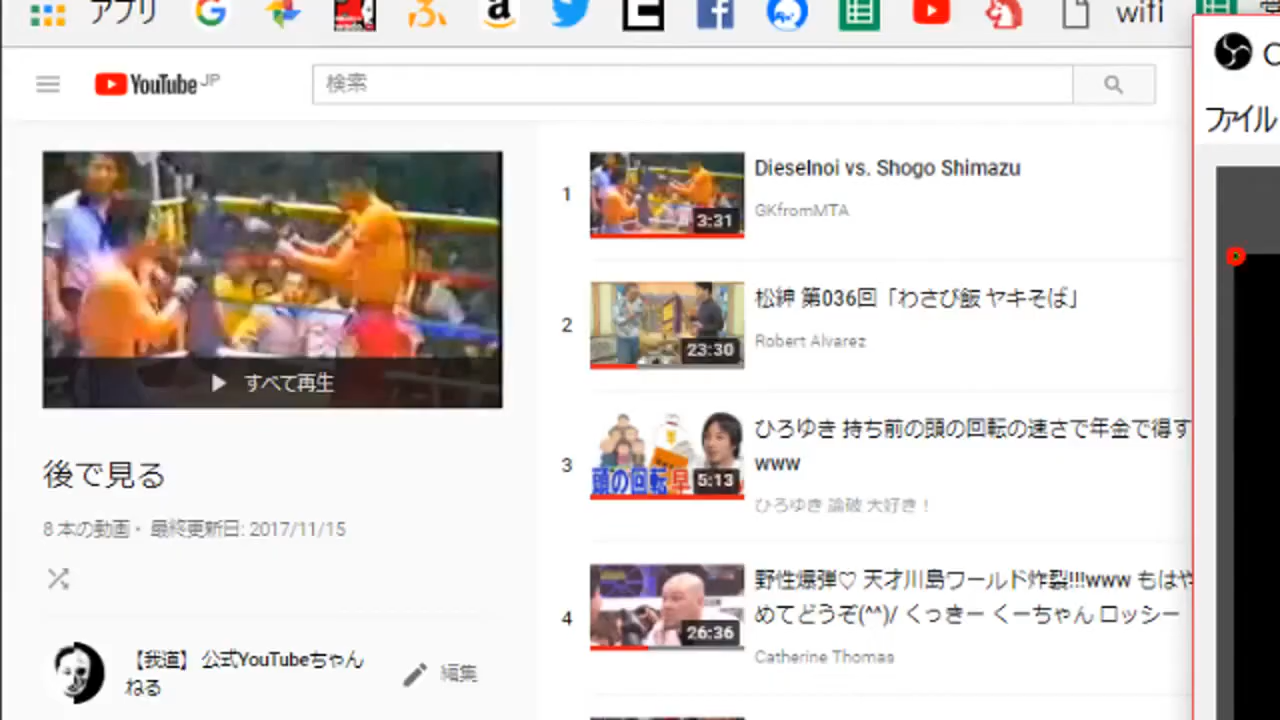 アプリ
wifi
YouTube JP
検索
ファイル
すべて再生
後で見る
8 本の動画・ 最終更新日: 2017/11/15
【我道】 公式YouTubeちゃん
ねる
編集
1
3:31
Dieselnoi vs. Shogo Shimazu
GKfromMTA
2
23:30
松紳 第036回「わさび飯 ヤキそば」
Robert Alvarez
3
頭の回転早
5:13
ひろゆき 持ち前の頭の回転の速さで年金で得す
www
ひろゆき 論破 大好き！
4
26:36
野性爆弾♡ 天才川島ワールド炸裂!!!www もはや
めてどうぞ(^^)/ くっきー くーちゃん ロッシー
Catherine Thomas